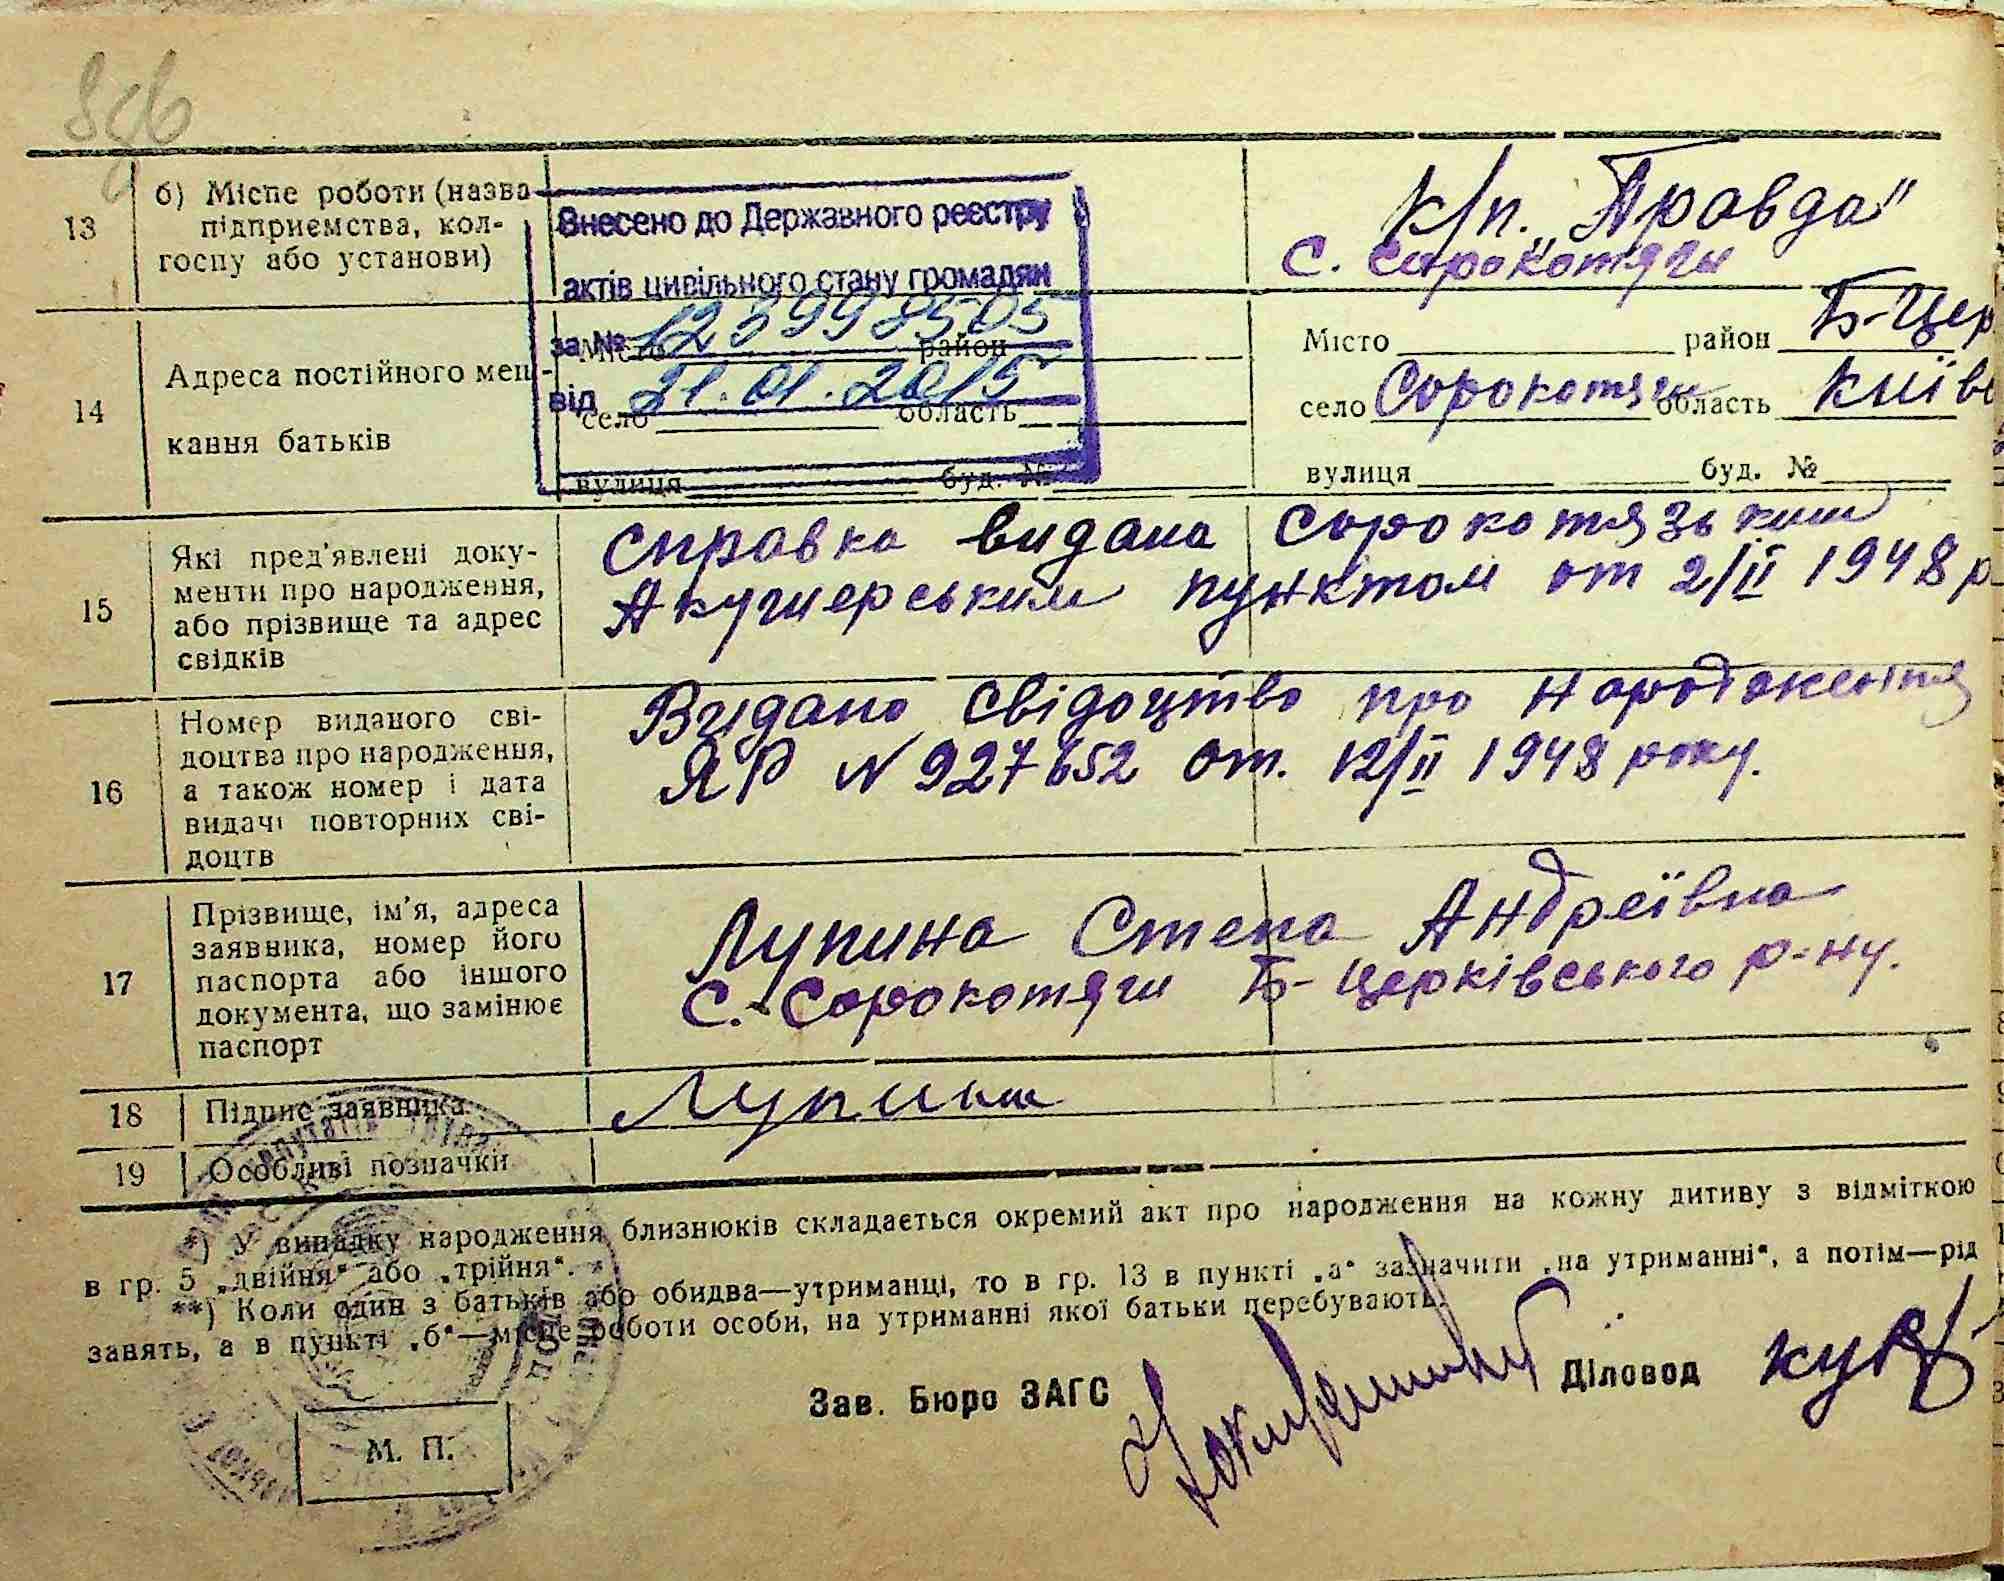 13
б) Місце роботи (назва
підприємства, кол-
госпу або установи)
Внесено до Державного реєстру
актів цивільного стану громадян
за № 12399
від 21.01.2015
К/п. „Правда"
с. Сорокотяги
14
Адреса постійного меш-
кання батьків
Місто район
село область
вулиця буд. №
Місто район Б-Цер
село Сорокотяги область Київс
вулиця буд. №
15
Які пред'явлені доку-
менти про народження,
або прізвище та адрес
свідків
Справка видана Сорокотязьким
Акушерським пунктом от 2/II 1948 р
16
Номер виданого сві-
доцтва про народження,
а також номер і дата
видачі повторних сві-
доцтв
Видано свідоцтво про народження
ЯР № 927652 от. 12/II 1948 року.
17
Прізвище, ім'я, адреса
заявника, номер його
паспорта або іншого
документа, що замінює
паспорт
Лупина Степа Андреївна
с. Сорокотяги Б-Церківського р-ну.
18
Підпис заявника
Лупина
19
Особливі позначки
*) У випадку народження близнюків складається окремий акт про народження на кожну дитину з відміткою
в гр. 5 „двійня" або „трійня".
**) Коли один з батьків або обидва—утриманці, то в гр. 13 в пункті „а" зазначити „на утриманні", а потім—рід
занять, а в пункті „б"—місце роботи особи, на утриманні якої батьки перебувають.
Зав. Бюро ЗАГС
Діловод
М. П.